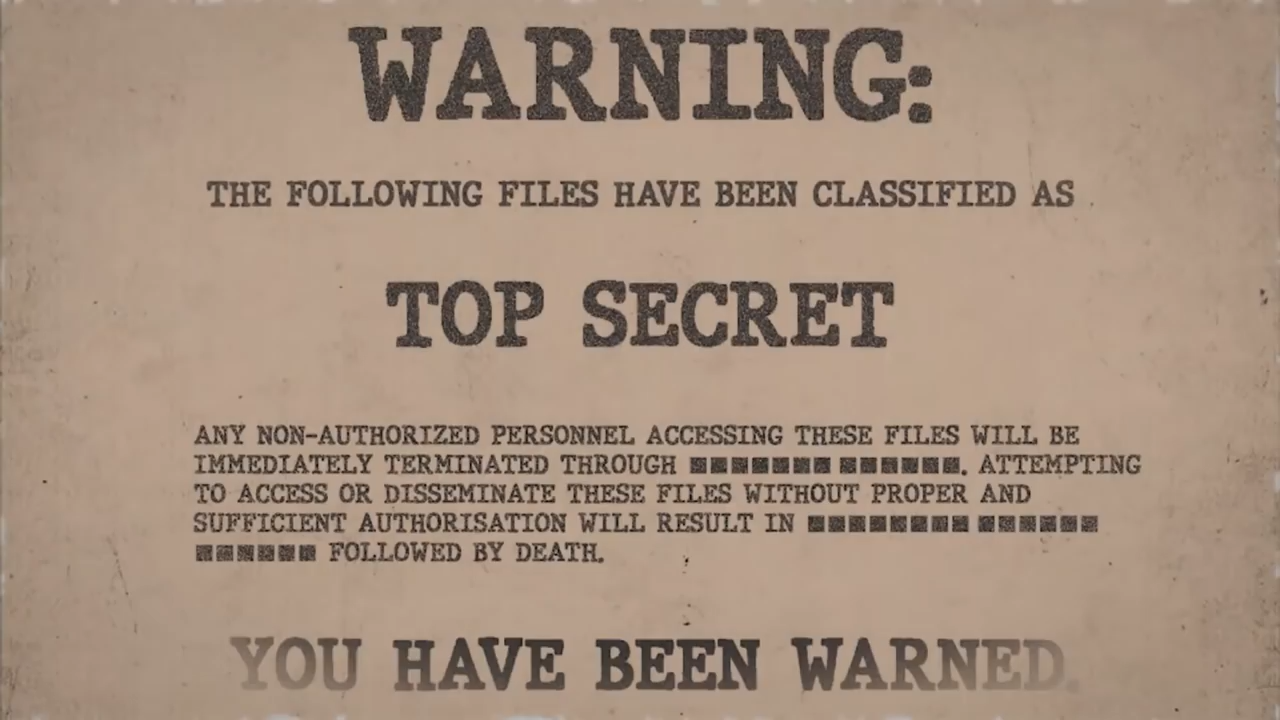 WARNING:
THE FOLLOWING FILES HAVE BEEN CLASSIFIED AS
TOP SECRET
ANY NON-AUTHORIZED PERSONNEL ACCESSING THESE FILES WILL BE
IMMEDIATELY TERMINATED THROUGH ■■■■■■■ ■■■■■■. ATTEMPTING
TO ACCESS OR DISSEMINATE THESE FILES WITHOUT PROPER AND
SUFFICIENT AUTHORISATION WILL RESULT IN ■■■■■■■■ ■■■■■■
■■■■■■ FOLLOWED BY DEATH.
YOU HAVE BEEN WARNED.